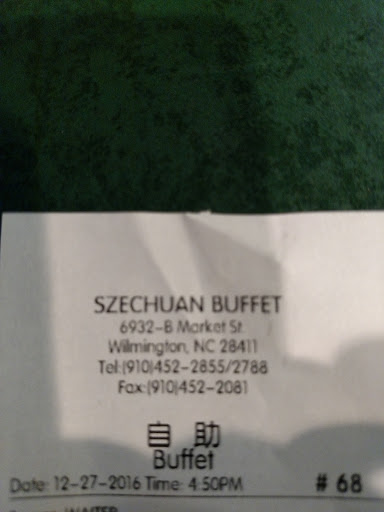 SZECHUAN BUFFET
6932-B Market St.
Wilmington, NC 28411
Tel:(910)452-2855/2788
Fax:(910)452-2081
自 助
Buffet
Date: 12-27-2016 Time: 4:50PM # 68
WAITER